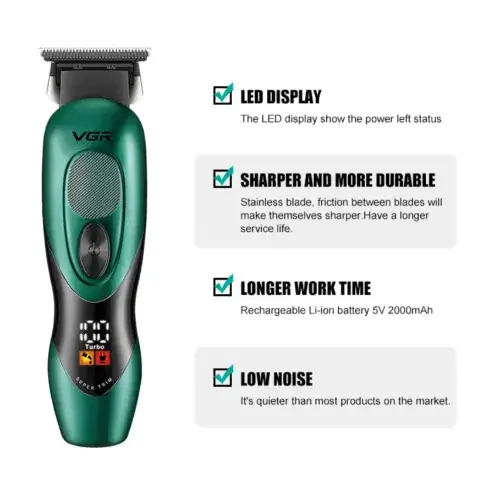 VGR
100
Turbo
SUPER TRIM
LED DISPLAY
The LED display show the power left status
SHARPER AND MORE DURABLE
Stainless blade, friction between blades will
make themselves sharper.Have a longer
service life.
LONGER WORK TIME
Rechargeable Li-ion battery 5V 2000mAh
LOW NOISE
It's quieter than most products on the market.